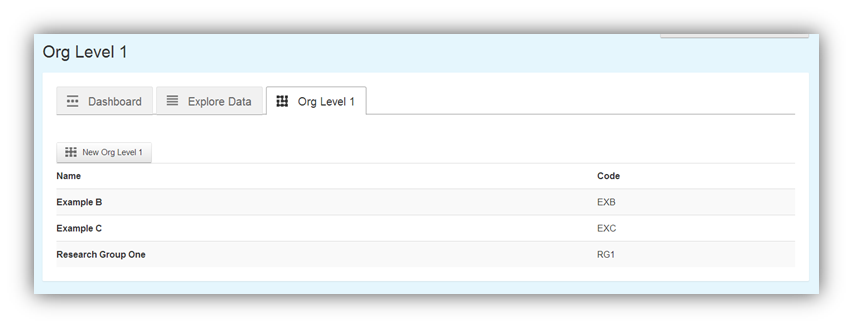 Org Level 1
Dashboard Explore Data Org Level 1
New Org Level 1
Name Code
Example B EXB
Example C EXC
Research Group One RG1